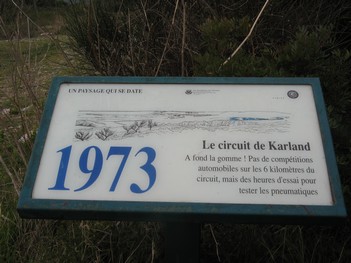 UN PAYSAGE QUI SE DATE
1973
Le circuit de Karland
A fond la gomme ! Pas de compétitions
automobiles sur les 6 kilomètres du
circuit, mais des heures d'essai pour
tester les pneumatiques